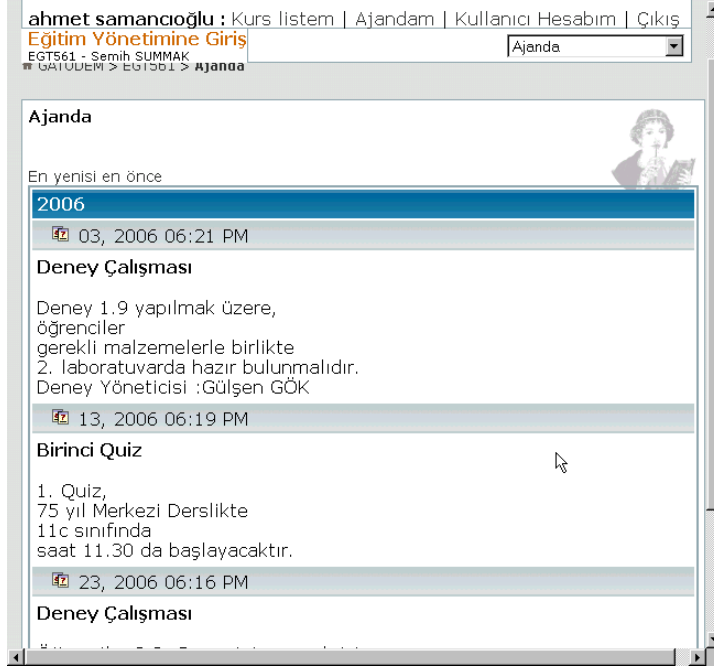 ahmet samancıoğlu : Kurs listem | Ajandam | Kullanıcı Hesabım | Çıkış
Eğitim Yönetimine Giriş
Ajanda
EGT561 - Semih SUMMAK
GATUDEM > EGT561 > Ajanda
Ajanda
En yenisi en önce
2006
03, 2006 06:21 PM
Deney Çalışması
Deney 1.9 yapılmak üzere,
öğrenciler
gerekli malzemelerle birlikte
2. laboratuvarda hazır bulunmalıdır.
Deney Yöneticisi :Gülşen GÖK
13, 2006 06:19 PM
Birinci Quiz
1. Quiz,
75 yıl Merkezi Derslikte
11c sınıfında
saat 11.30 da başlayacaktır.
23, 2006 06:16 PM
Deney Çalışması